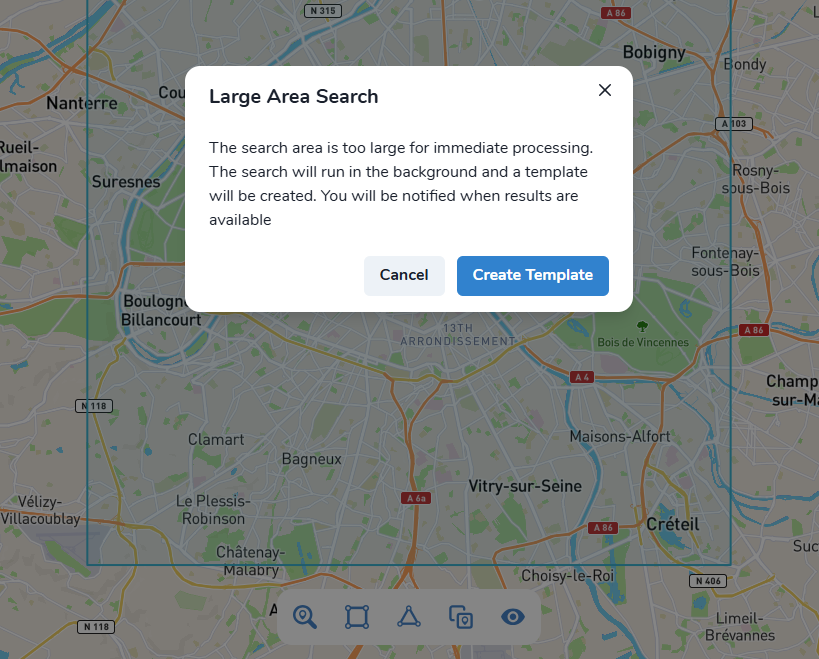 N 315
A 86
Bobigny
Bondy
Nanterre
Cou
Large Area Search
A 103
Rueil-
lmaison
The search area is too large for immediate processing.
The search will run in the background and a template
will be created. You will be notified when results are
available
Suresnes
Rosny-
sous-Bois
Fontenay-
sous-Bois
Cancel
Create Template
Boulogn
Billancourt
13TH
ARRONDISSEMENT
Bois de Vincennes
A 86
A 4
Champ
sur-Ma
N 118
Clamart
Maisons-Alfort
Bagneux
Vitry-sur-Seine
A 6a
Vélizy-
Villacoublay
Le Plessis-
Robinson
A 86
Créteil
Suc
Châtenay-
Malabry
Choisy-le-Roi
N 406
A
N 118
Limeil-
Brévannes